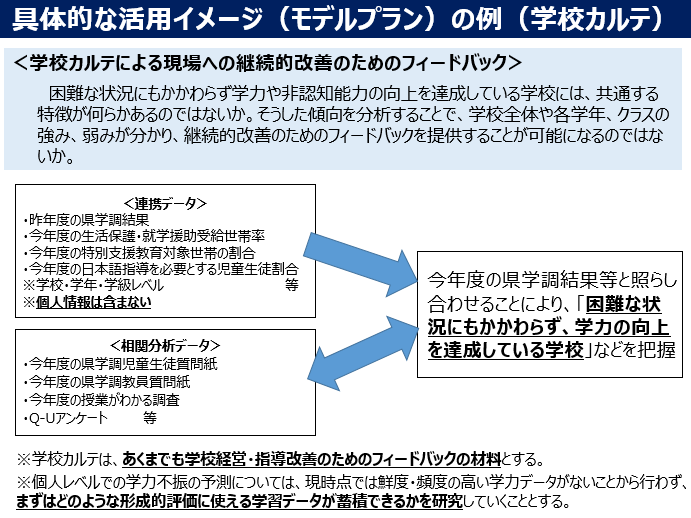 具体的な活用イメージ（モデルプラン）の例（学校カルテ）
＜学校カルテによる現場への継続的改善のためのフィードバック＞
困難な状況にもかかわらず学力や非認知能力の向上を達成している学校には、共通する
特徴が何らかあるのではないか。そうした傾向を分析することで、学校全体や各学年、クラスの
強み、弱みが分かり、継続的改善のためのフィードバックを提供することが可能になるのではな
いか。
＜連携データ＞
・昨年度の県学調結果
・今年度の生活保護・就学援助受給世帯率
・今年度の特別支援教育対象世帯の割合
・今年度の日本語指導を必要とする児童生徒割合
※学校・学年・学級レベル　等
※個人情報は含まない
＜相関分析データ＞
・今年度の県学調児童生徒質問紙
・今年度の県学調教員質問紙
・今年度の授業がわかる調査
・Q-Uアンケート　等
今年度の県学調結果等と照らし
合わせることにより、「困難な状
況にもかかわらず、学力の向上
を達成している学校」などを把握
※学校カルテは、あくまでも学校経営・指導改善のためのフィードバックの材料とする。
※個人レベルでの学力不振の予測については、現時点では鮮度・頻度の高い学力データがないことから行わず、
まずはどのような形成的評価に使える学習データが蓄積できるかを研究していくこととする。